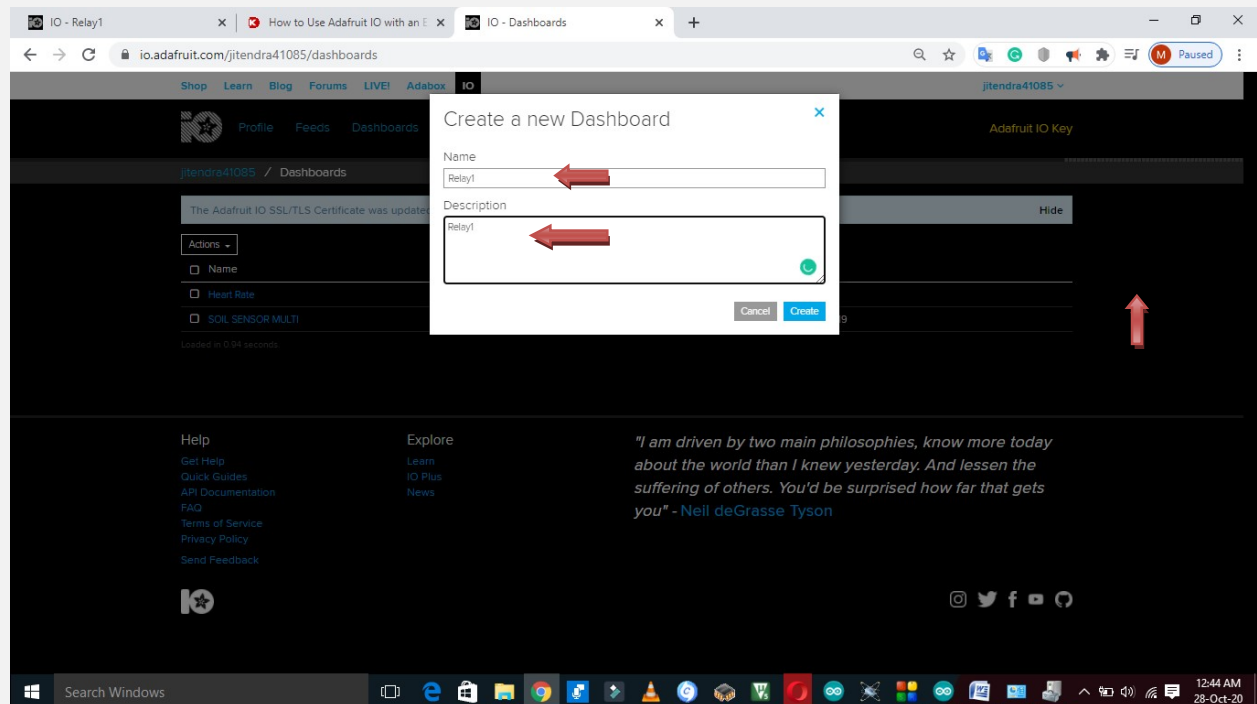 IO - Relay1
How to Use Adafruit IO with an E
IO - Dashboards
io.adafruit.com/jitendra41085/dashboards
Paused
Shop Learn Blog Forums LIVE! Adabox IO
jitendra41085
Profile Feeds Dashboards
Adafruit IO Key
jitendra41085 / Dashboards
The Adafruit IO SSL/TLS Certificate was updated
Hide
Actions
Name
Heart Rate
SOIL SENSOR MULTI
19
Loaded in 0.94 seconds.
Create a new Dashboard
Name
Relay1
Description
Relay1
Cancel Create
Help
Get Help
Quick Guides
API Documentation
FAQ
Terms of Service
Privacy Policy
Send Feedback
Explore
Learn
IO Plus
News
"I am driven by two main philosophies, know more today
about the world than I knew yesterday. And lessen the
suffering of others. You'd be surprised how far that gets
you" - Neil deGrasse Tyson
Search Windows
12:44 AM
28-Oct-20